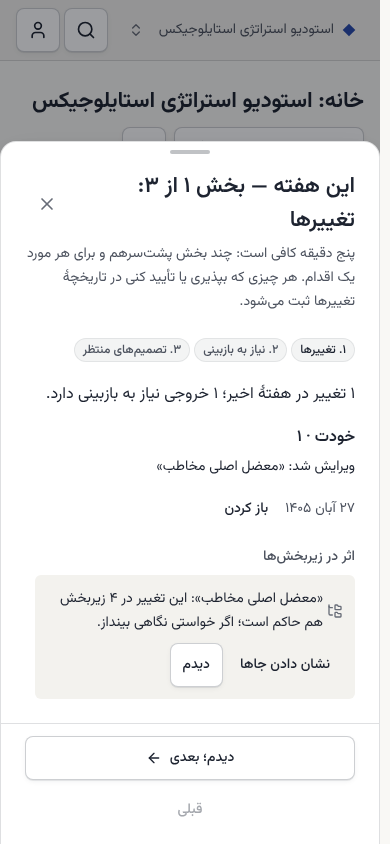 استودیو استراتژی استایلوجیکس
خانه: استودیو استراتژی استایلوجیکس
این هفته — بخش ۱ از ۳:
تغییرها
پنج دقیقه کافی است: چند بخش پشت‌سرهم و برای هر مورد
یک اقدام. هر چیزی که بپذیری یا تأیید کنی در تاریخچهٔ
تغییرها ثبت می‌شود.
۱. تغییرها
۲. نیاز به بازبینی
۳. تصمیم‌های منتظر
۱ تغییر در هفتهٔ اخیر؛ ۱ خروجی نیاز به بازبینی دارد.
خودت · ۱
ویرایش شد: «معضل اصلی مخاطب»
۲۷ آبان ۱۴۰۵ باز کردن
اثر در زیربخش‌ها
«معضل اصلی مخاطب»: این تغییر در ۴ زیربخش
هم حاکم است؛ اگر خواستی نگاهی بینداز.
نشان دادن جاها دیدم
دیدم؛ بعدی
قبلی